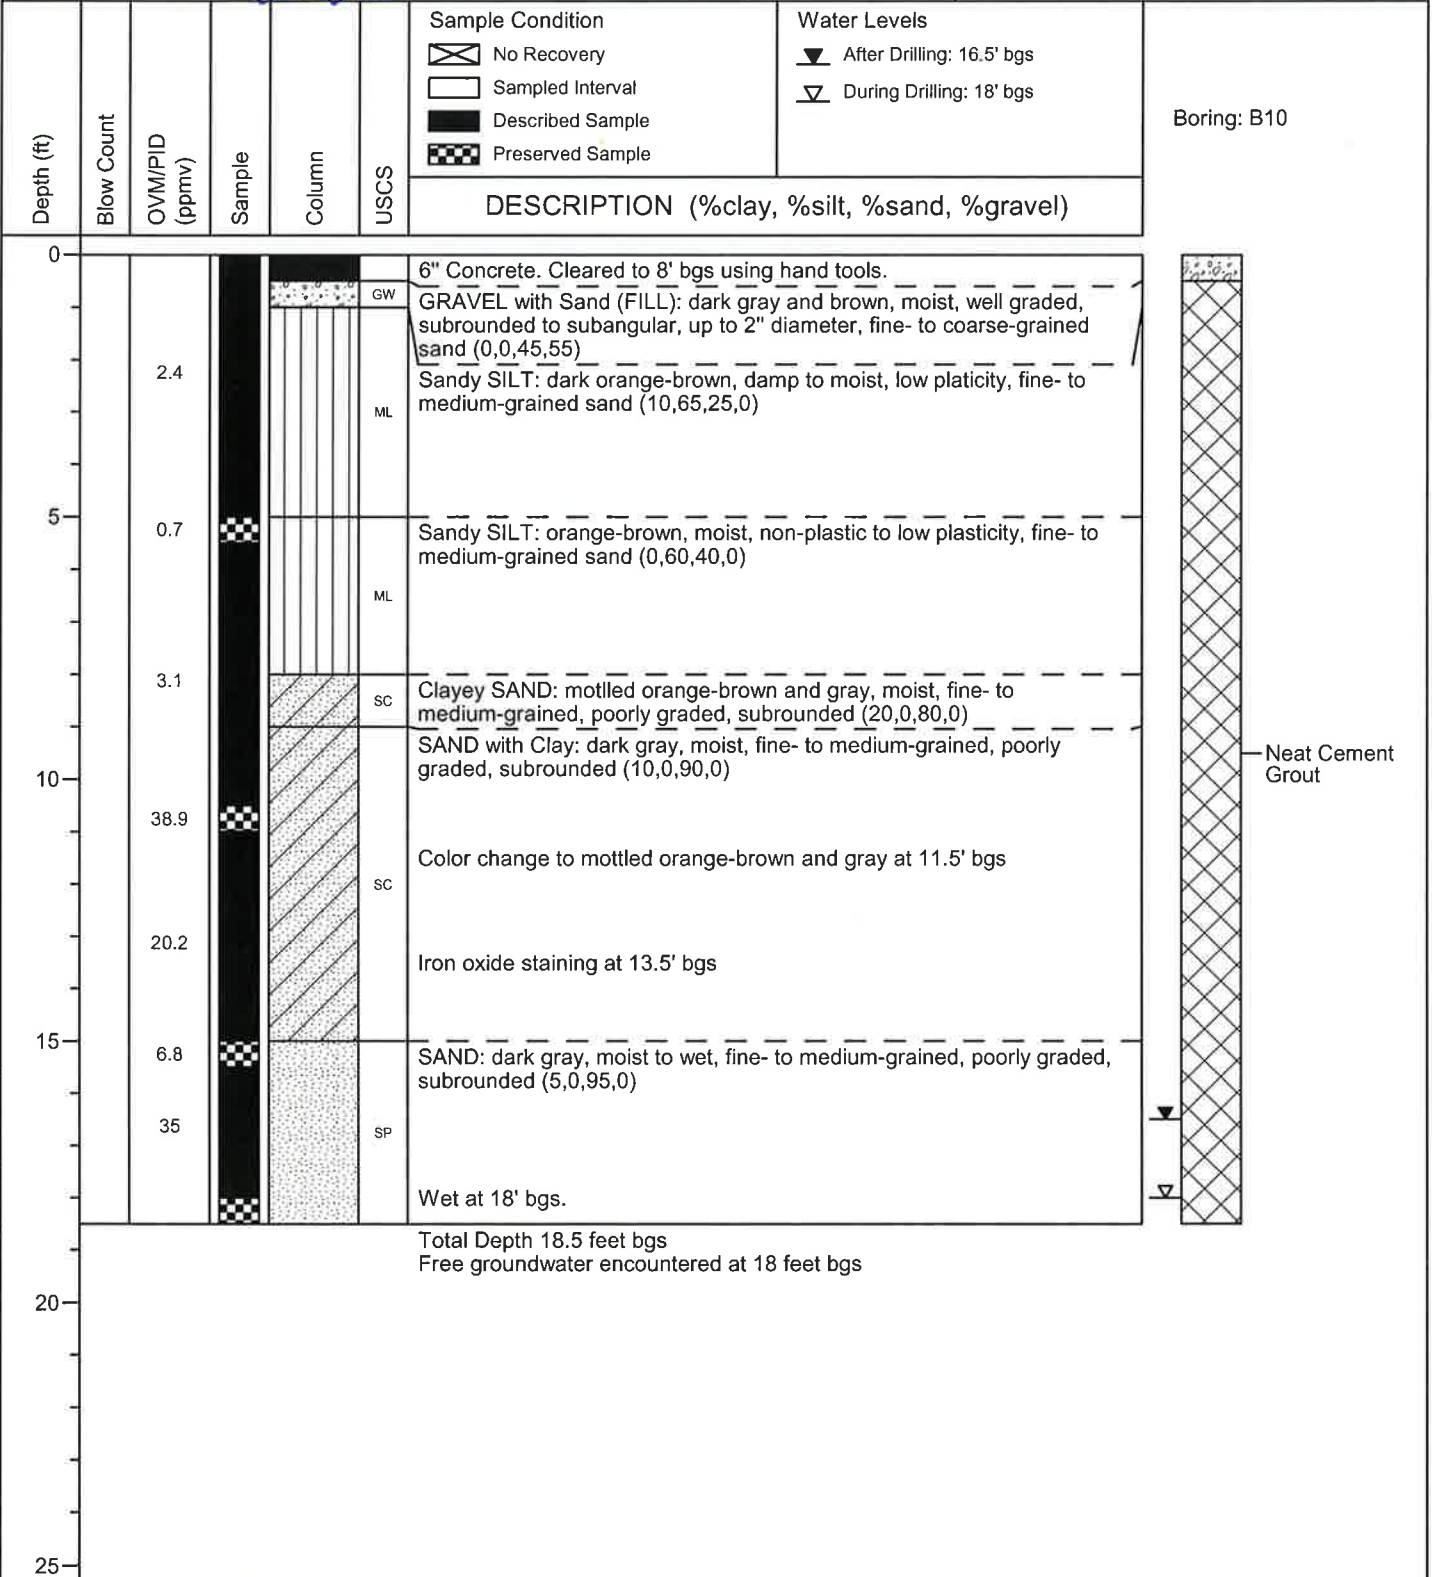 Depth (ft)
Blow Count
OVM/PID
(ppmv)
Sample
Column
USCS
Sample Condition
No Recovery
Sampled Interval
Described Sample
Preserved Sample
Water Levels
After Drilling: 16.5' bgs
During Drilling: 18' bgs
Boring: B10
DESCRIPTION (%clay, %silt, %sand, %gravel)
0
6" Concrete. Cleared to 8' bgs using hand tools.
GW
GRAVEL with Sand (FILL): dark gray and brown, moist, well graded,
subrounded to subangular, up to 2" diameter, fine- to coarse-grained
sand (0,0,45,55)
2.4
ML
Sandy SILT: dark orange-brown, damp to moist, low platicity, fine- to
medium-grained sand (10,65,25,0)
5
0.7
Sandy SILT: orange-brown, moist, non-plastic to low plasticity, fine- to
medium-grained sand (0,60,40,0)
ML
3.1
SC
Clayey SAND: motlled orange-brown and gray, moist, fine- to
medium-grained, poorly graded, subrounded (20,0,80,0)
SAND with Clay: dark gray, moist, fine- to medium-grained, poorly
graded, subrounded (10,0,90,0)
Neat Cement
Grout
10
38.9
Color change to mottled orange-brown and gray at 11.5' bgs
SC
20.2
Iron oxide staining at 13.5' bgs
15
6.8
SAND: dark gray, moist to wet, fine- to medium-grained, poorly graded,
subrounded (5,0,95,0)
35
SP
Wet at 18' bgs.
Total Depth 18.5 feet bgs
Free groundwater encountered at 18 feet bgs
20
25